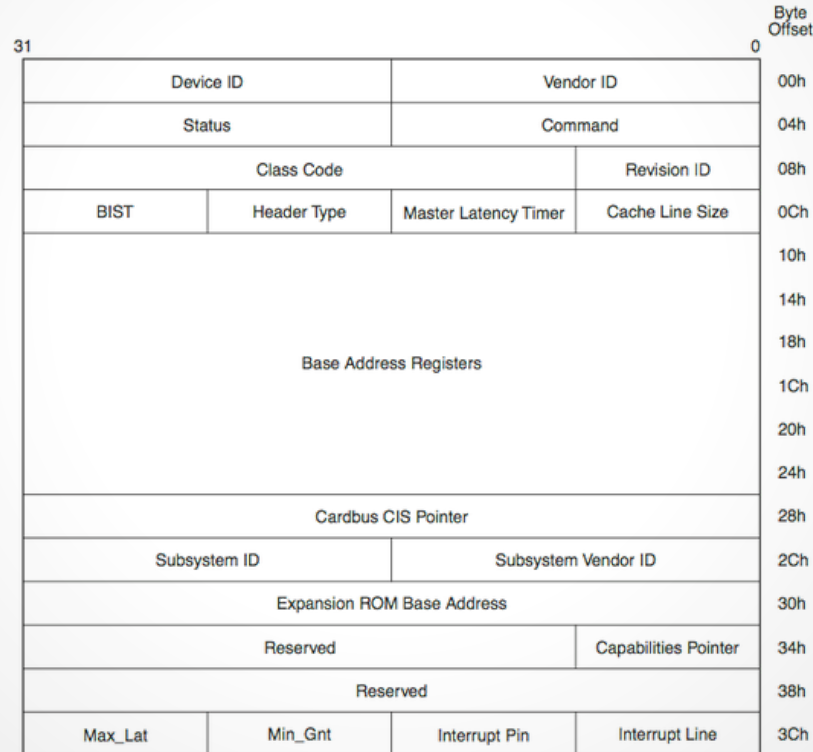 Byte
Offset
31 0
Device ID Vendor ID 00h
Status Command 04h
Class Code Revision ID 08h
BIST Header Type Master Latency Timer Cache Line Size 0Ch
10h
14h
18h
Base Address Registers
1Ch
20h
24h
Cardbus CIS Pointer 28h
Subsystem ID Subsystem Vendor ID 2Ch
Expansion ROM Base Address 30h
Reserved Capabilities Pointer 34h
Reserved 38h
Max_Lat Min_Gnt Interrupt Pin Interrupt Line 3Ch